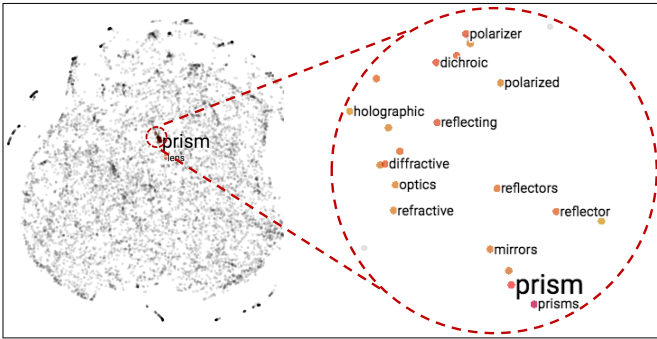 prism
lens
polarizer
dichroic
polarized
holographic
reflecting
diffractive
optics
reflectors
refractive
reflector
mirrors
prism
prisms